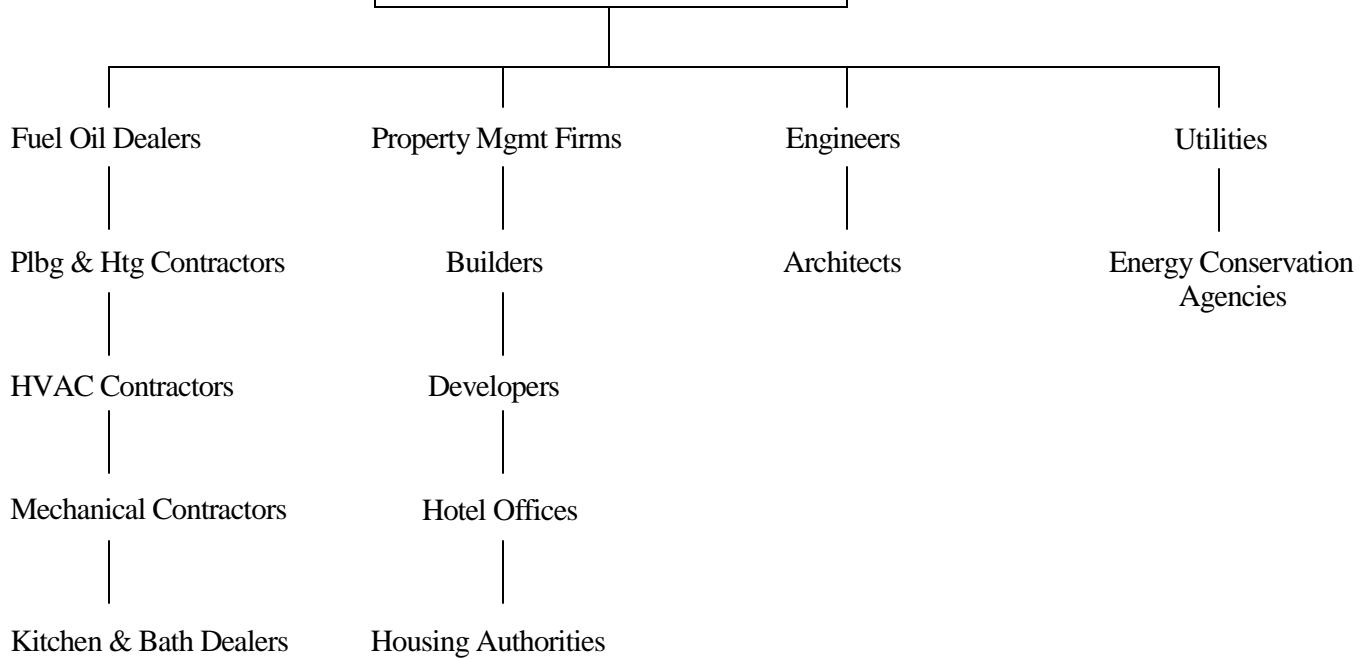 Fuel Oil Dealers
Property Mgmt Firms
Engineers
Utilities
Plbg & Htg Contractors
Builders
Architects
Energy Conservation
Agencies
HVAC Contractors
Developers
Mechanical Contractors
Hotel Offices
Kitchen & Bath Dealers
Housing Authorities